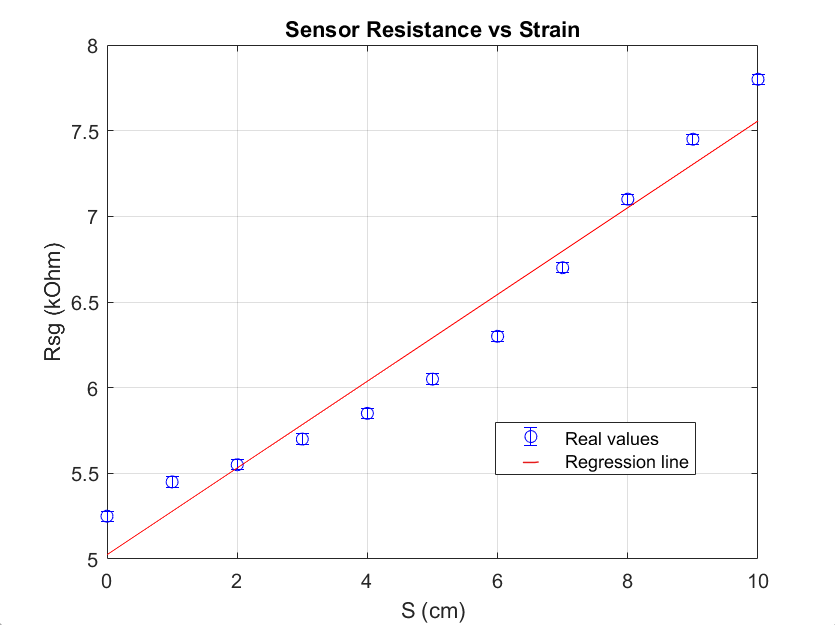 Sensor Resistance vs Strain
8
7.5
7
6.5
6
5.5
5
Rsg (kOhm)
Real values
Regression line
0 2 4 6 8 10
S (cm)